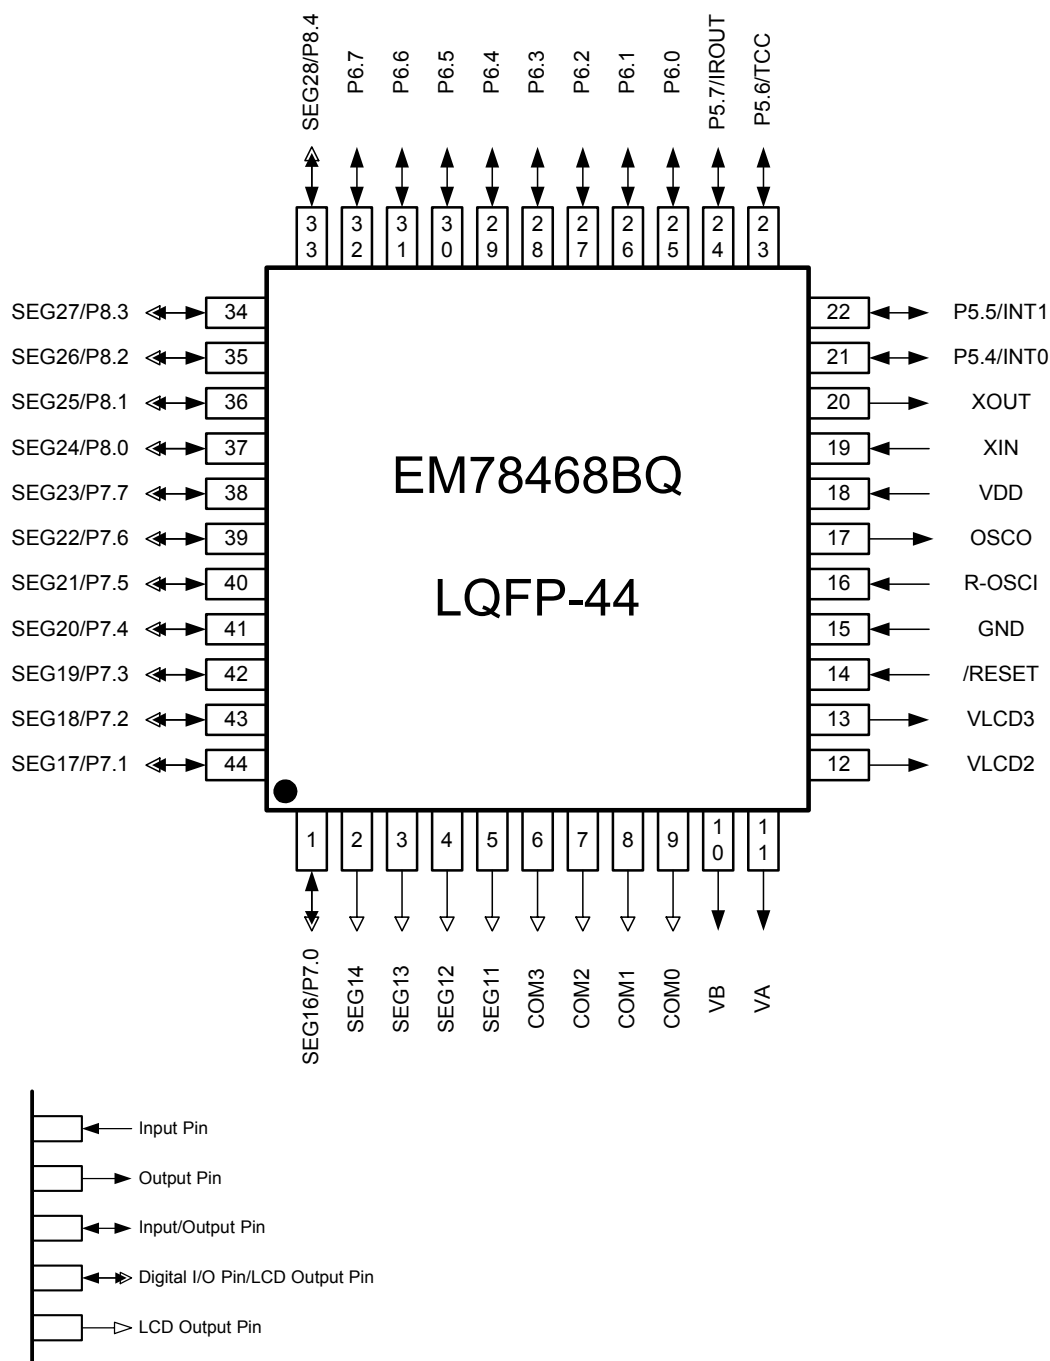 SEG28/P8.4
P6.7
P6.6
P6.5
P6.4
P6.3
P6.2
P6.1
P6.0
P5.7/IROUT
P5.6/TCC
33
32
31
30
29
28
27
26
25
24
23
SEG27/P8.3 34
SEG26/P8.2 35
SEG25/P8.1 36
SEG24/P8.0 37
SEG23/P7.7 38
SEG22/P7.6 39
SEG21/P7.5 40
SEG20/P7.4 41
SEG19/P7.3 42
SEG18/P7.2 43
SEG17/P7.1 44
EM78468BQ
LQFP-44
22 P5.5/INT1
21 P5.4/INT0
20 XOUT
19 XIN
18 VDD
17 OSCO
16 R-OSCI
15 GND
14 /RESET
13 VLCD3
12 VLCD2
1
2
3
4
5
6
7
8
9
10
11
SEG16/P7.0
SEG14
SEG13
SEG12
SEG11
COM3
COM2
COM1
COM0
VB
VA
Input Pin
Output Pin
Input/Output Pin
Digital I/O Pin/LCD Output Pin
LCD Output Pin